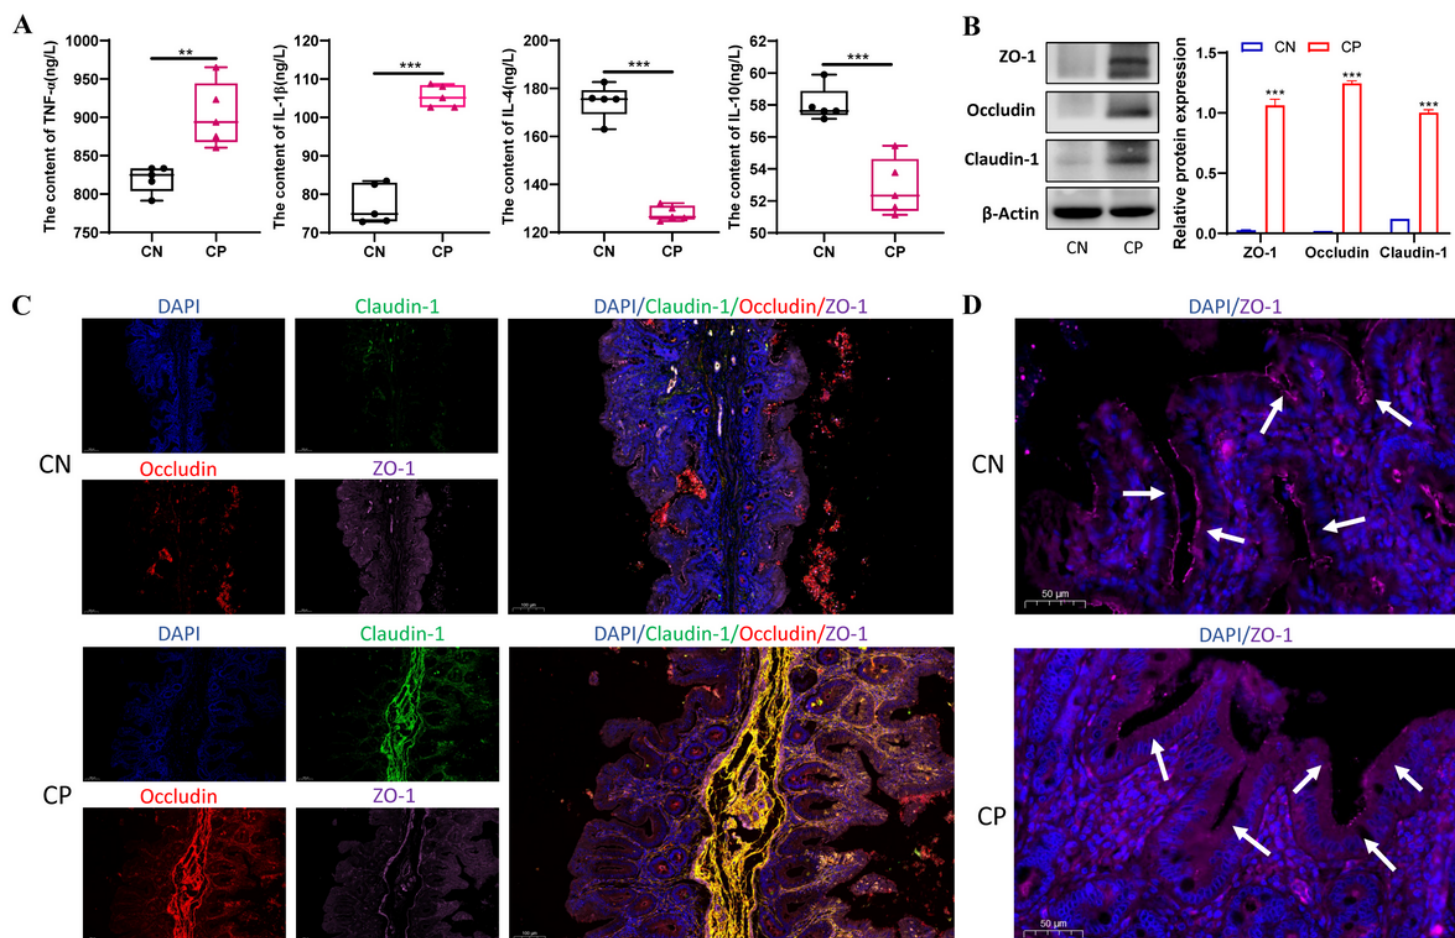 A
The content of TNF-α(ng/L)
1000
950
900
850
800
750
**
CN
CP
The content of IL-1β(ng/L)
120
110
100
90
80
70
***
CN
CP
The content of IL-4(ng/L)
200
180
160
140
120
***
CN
CP
The content of IL-10(ng/L)
62
60
58
56
54
52
50
***
CN
CP
B
ZO-1
Occludin
Claudin-1
β-Actin
CN
CP
Relative protein expression
1.5
1.0
0.5
0.0
CN
CP
***
***
***
ZO-1
Occludin
Claudin-1
C
DAPI
Claudin-1
DAPI/Claudin-1/Occludin/ZO-1
CN
Occludin
ZO-1
100 µm
DAPI
Claudin-1
DAPI/Claudin-1/Occludin/ZO-1
CP
Occludin
ZO-1
100 µm
D
DAPI/ZO-1
CN
50 µm
DAPI/ZO-1
CP
50 µm